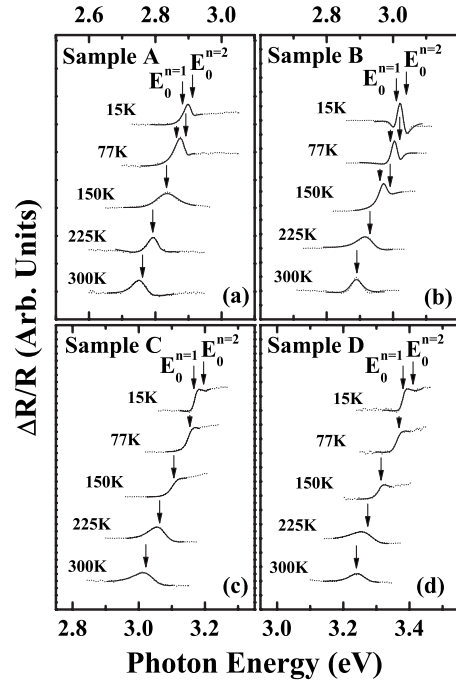 2.6 2.8 3.0 2.8 3.0
Sample A
E₀ⁿ⁼¹ E₀ⁿ⁼²
15K
77K
150K
225K
300K
(a)
Sample B
E₀ⁿ⁼¹ E₀ⁿ⁼²
15K
77K
150K
225K
300K
(b)
Sample C
E₀ⁿ⁼¹ E₀ⁿ⁼²
15K
77K
150K
225K
300K
(c)
Sample D
E₀ⁿ⁼¹ E₀ⁿ⁼²
15K
77K
150K
225K
300K
(d)
2.8 3.0 3.2 3.0 3.2 3.4
Photon Energy (eV)
ΔR/R (Arb. Units)